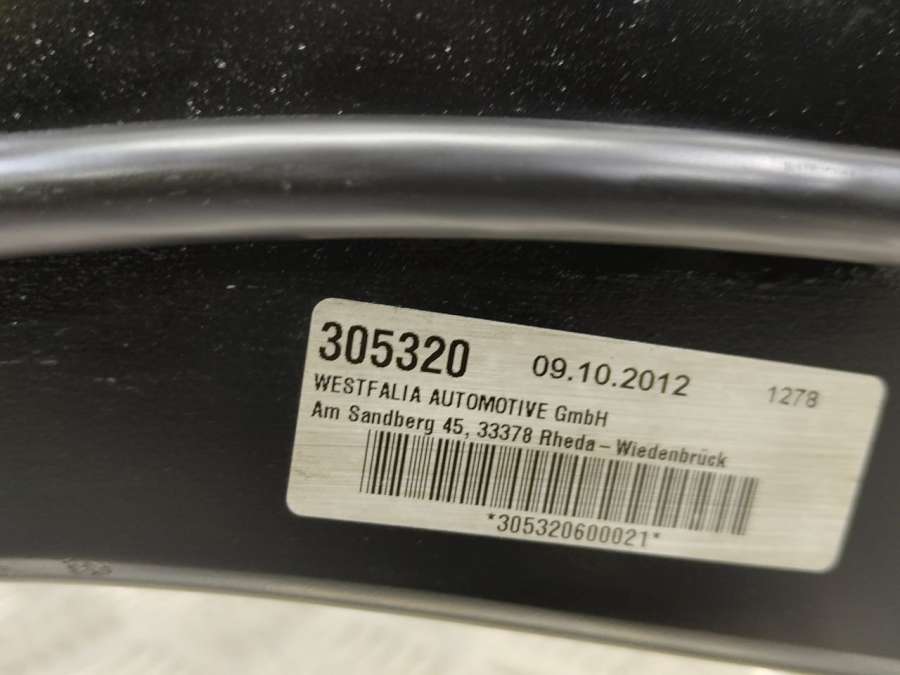 305320 09.10.2012 1278
WESTFALIA AUTOMOTIVE GmbH
Am Sandberg 45, 33378 Rheda – Wiedenbrück
*305320600021*